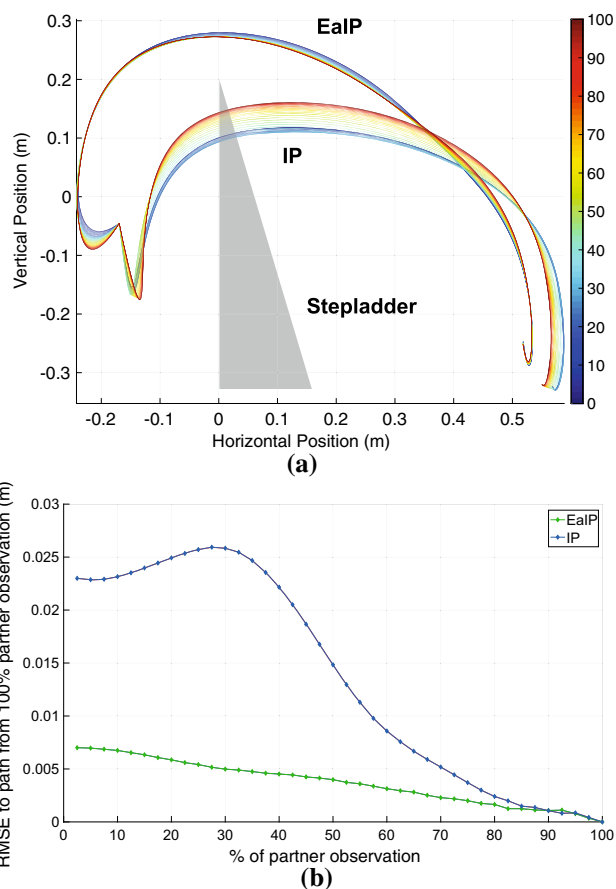 0.3
0.2
0.1
0
-0.1
-0.2
-0.3
Vertical Position (m)
EaIP
IP
Stepladder
-0.2 -0.1 0 0.1 0.2 0.3 0.4 0.5
Horizontal Position (m)
100
90
80
70
60
50
40
30
20
10
0
(a)
0.03
0.025
0.02
0.015
0.01
0.005
0
RMSE to path from 100% partner observation (m)
EaIP
IP
0 10 20 30 40 50 60 70 80 90 100
% of partner observation
(b)